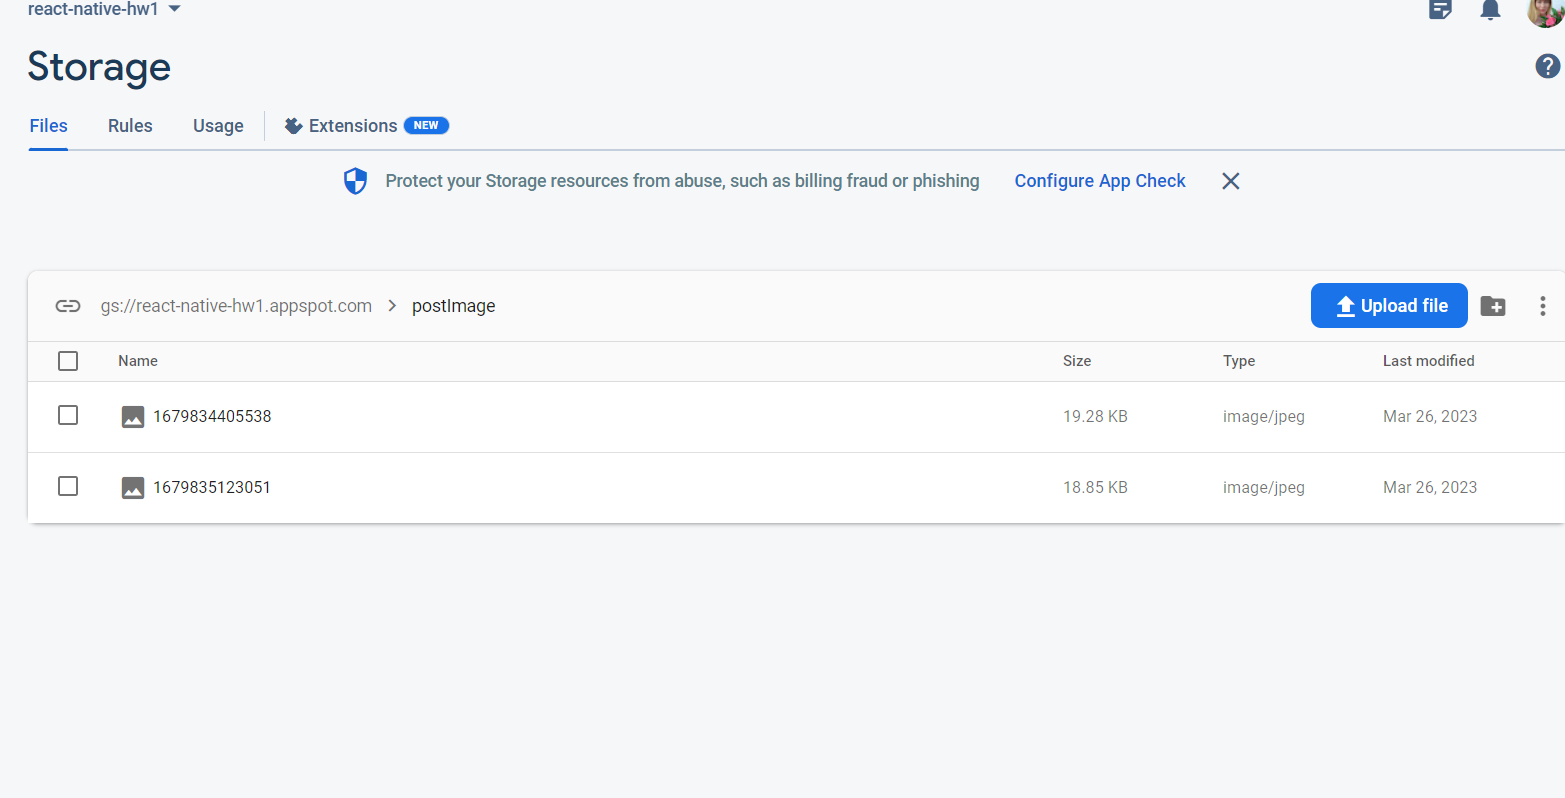 react-native-hw1
Storage
Files Rules Usage Extensions NEW
Protect your Storage resources from abuse, such as billing fraud or phishing Configure App Check
gs://react-native-hw1.appspot.com postImage Upload file
Name Size Type Last modified
1679834405538 19.28 KB image/jpeg Mar 26, 2023
1679835123051 18.85 KB image/jpeg Mar 26, 2023